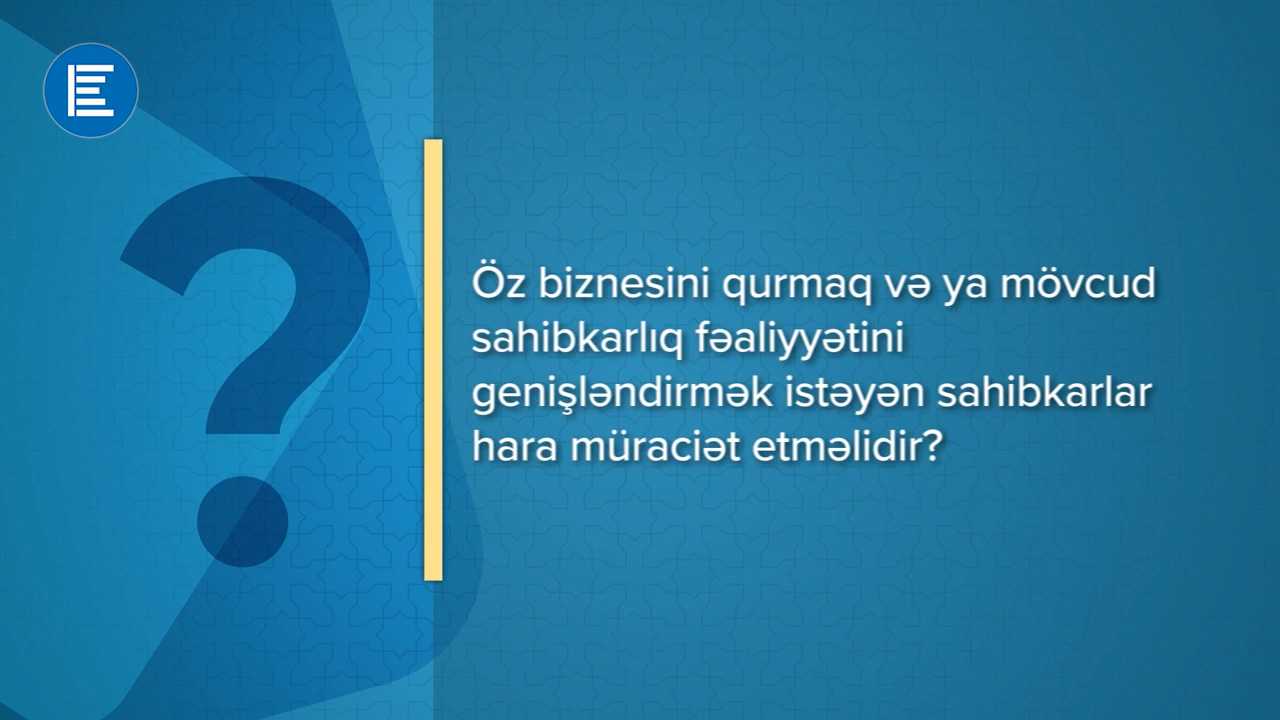 Öz biznesini qurmaq və ya mövcud
sahibkarlıq fəaliyyətini
genişləndirmək istəyən sahibkarlar
hara müraciət etməlidir?